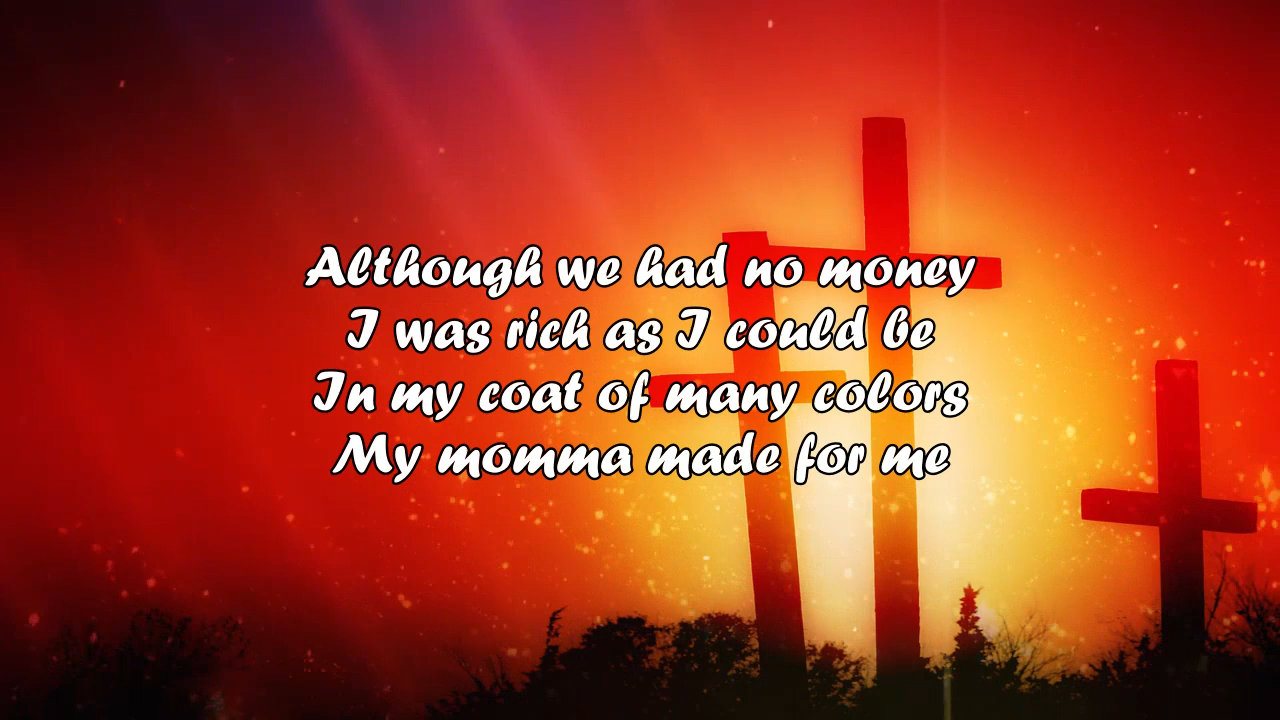 Although we had no money
I was rich as I could be
In my coat of many colors
My momma made for me